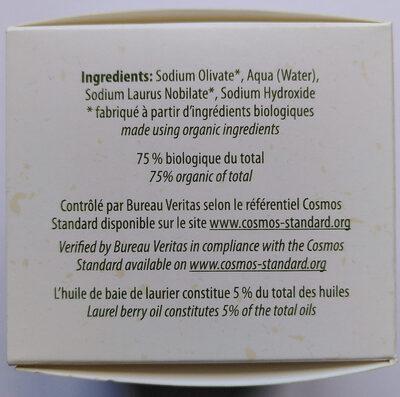 Ingredients: Sodium Olivate*, Aqua (Water),
Sodium Laurus Nobilate*, Sodium Hydroxide
* fabriqué à partir d'ingrédients biologiques
made using organic ingredients
75 % biologique du total
75% organic of total
Contrôlé par Bureau Veritas selon le référentiel Cosmos
Standard disponible sur le site www.cosmos-standard.org
Verified by Bureau Veritas in compliance with the Cosmos
Standard available on www.cosmos-standard.org
L'huile de baie de laurier constitue 5 % du total des huiles
Laurel berry oil constitutes 5% of the total oils